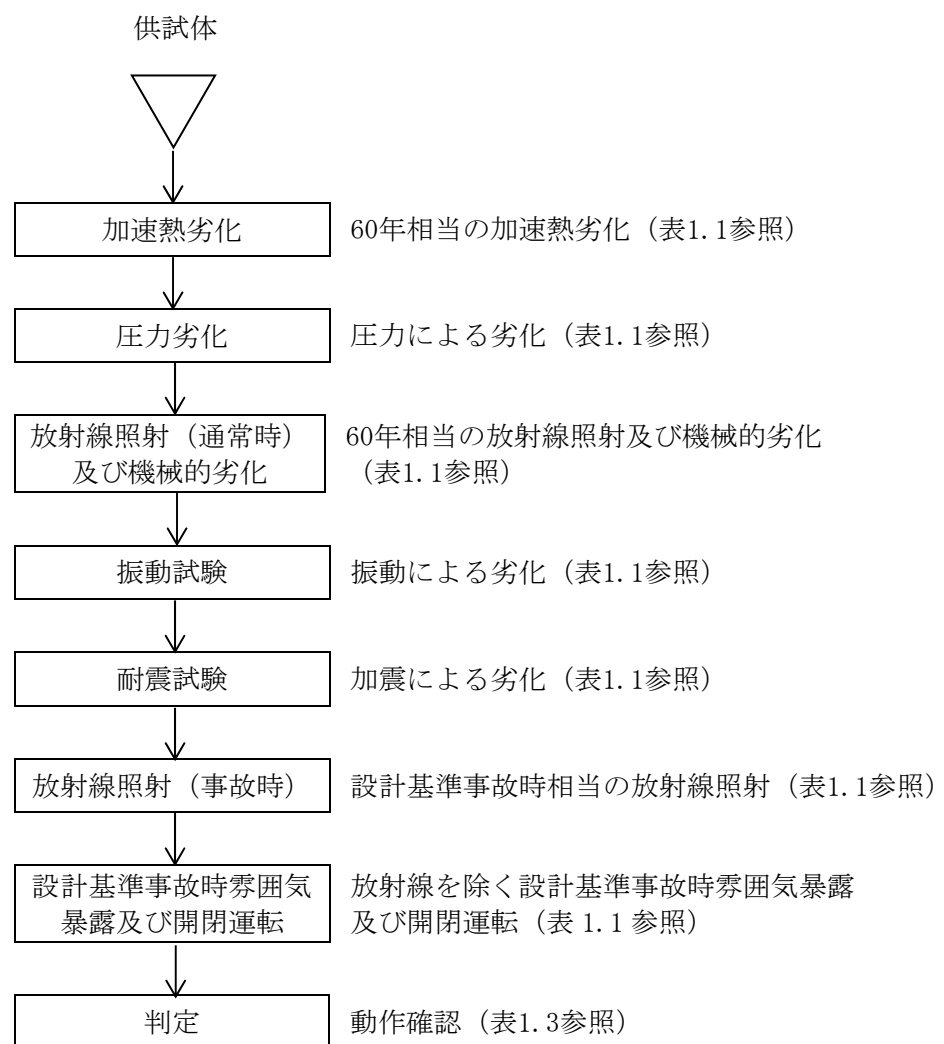 供試体
加速熱劣化
60年相当の加速熱劣化（表1.1参照）
圧力劣化
圧力による劣化（表1.1参照）
放射線照射（通常時）
及び機械的劣化
60年相当の放射線照射及び機械的劣化
（表1.1参照）
振動試験
振動による劣化（表1.1参照）
耐震試験
加震による劣化（表1.1参照）
放射線照射（事故時）
設計基準事故時相当の放射線照射（表1.1参照）
設計基準事故時雰囲気
暴露及び開閉運転
放射線を除く設計基準事故時雰囲気暴露
及び開閉運転（表 1.1 参照）
判定
動作確認（表1.3参照）